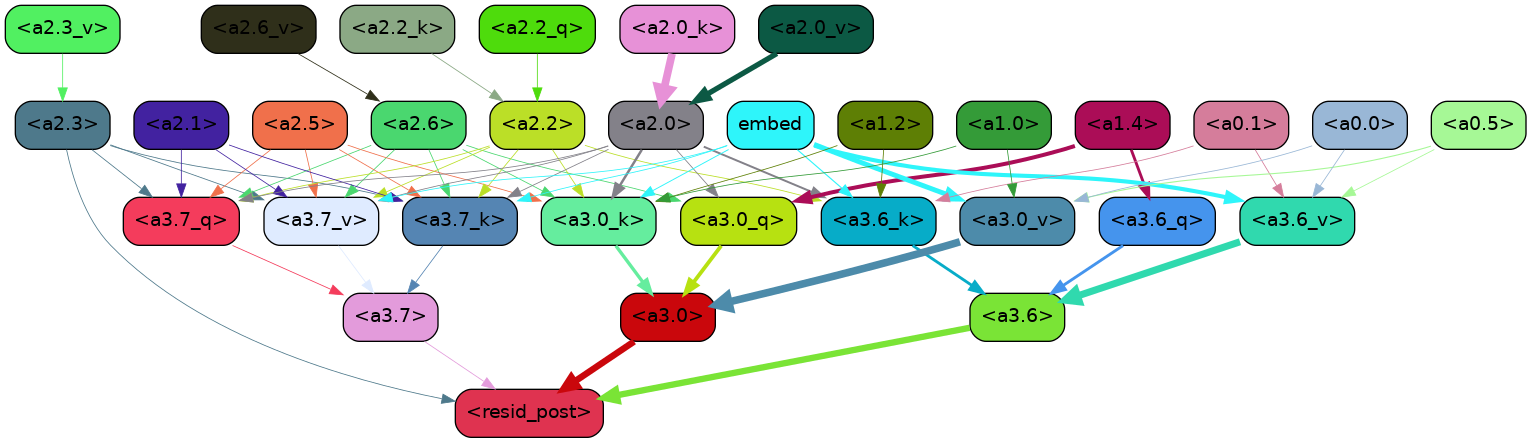 <a2.3_v> <a2.6_v> <a2.2_k> <a2.2_q> <a2.0_k> <a2.0_v>
<a2.3> <a2.1> <a2.5> <a2.6> <a2.2> <a2.0> embed <a1.2> <a1.0> <a1.4> <a0.1> <a0.0> <a0.5>
<a3.7_q> <a3.7_v> <a3.7_k> <a3.0_k> <a3.0_q> <a3.6_k> <a3.0_v> <a3.6_q> <a3.6_v>
<a3.7> <a3.0> <a3.6>
<resid_post>